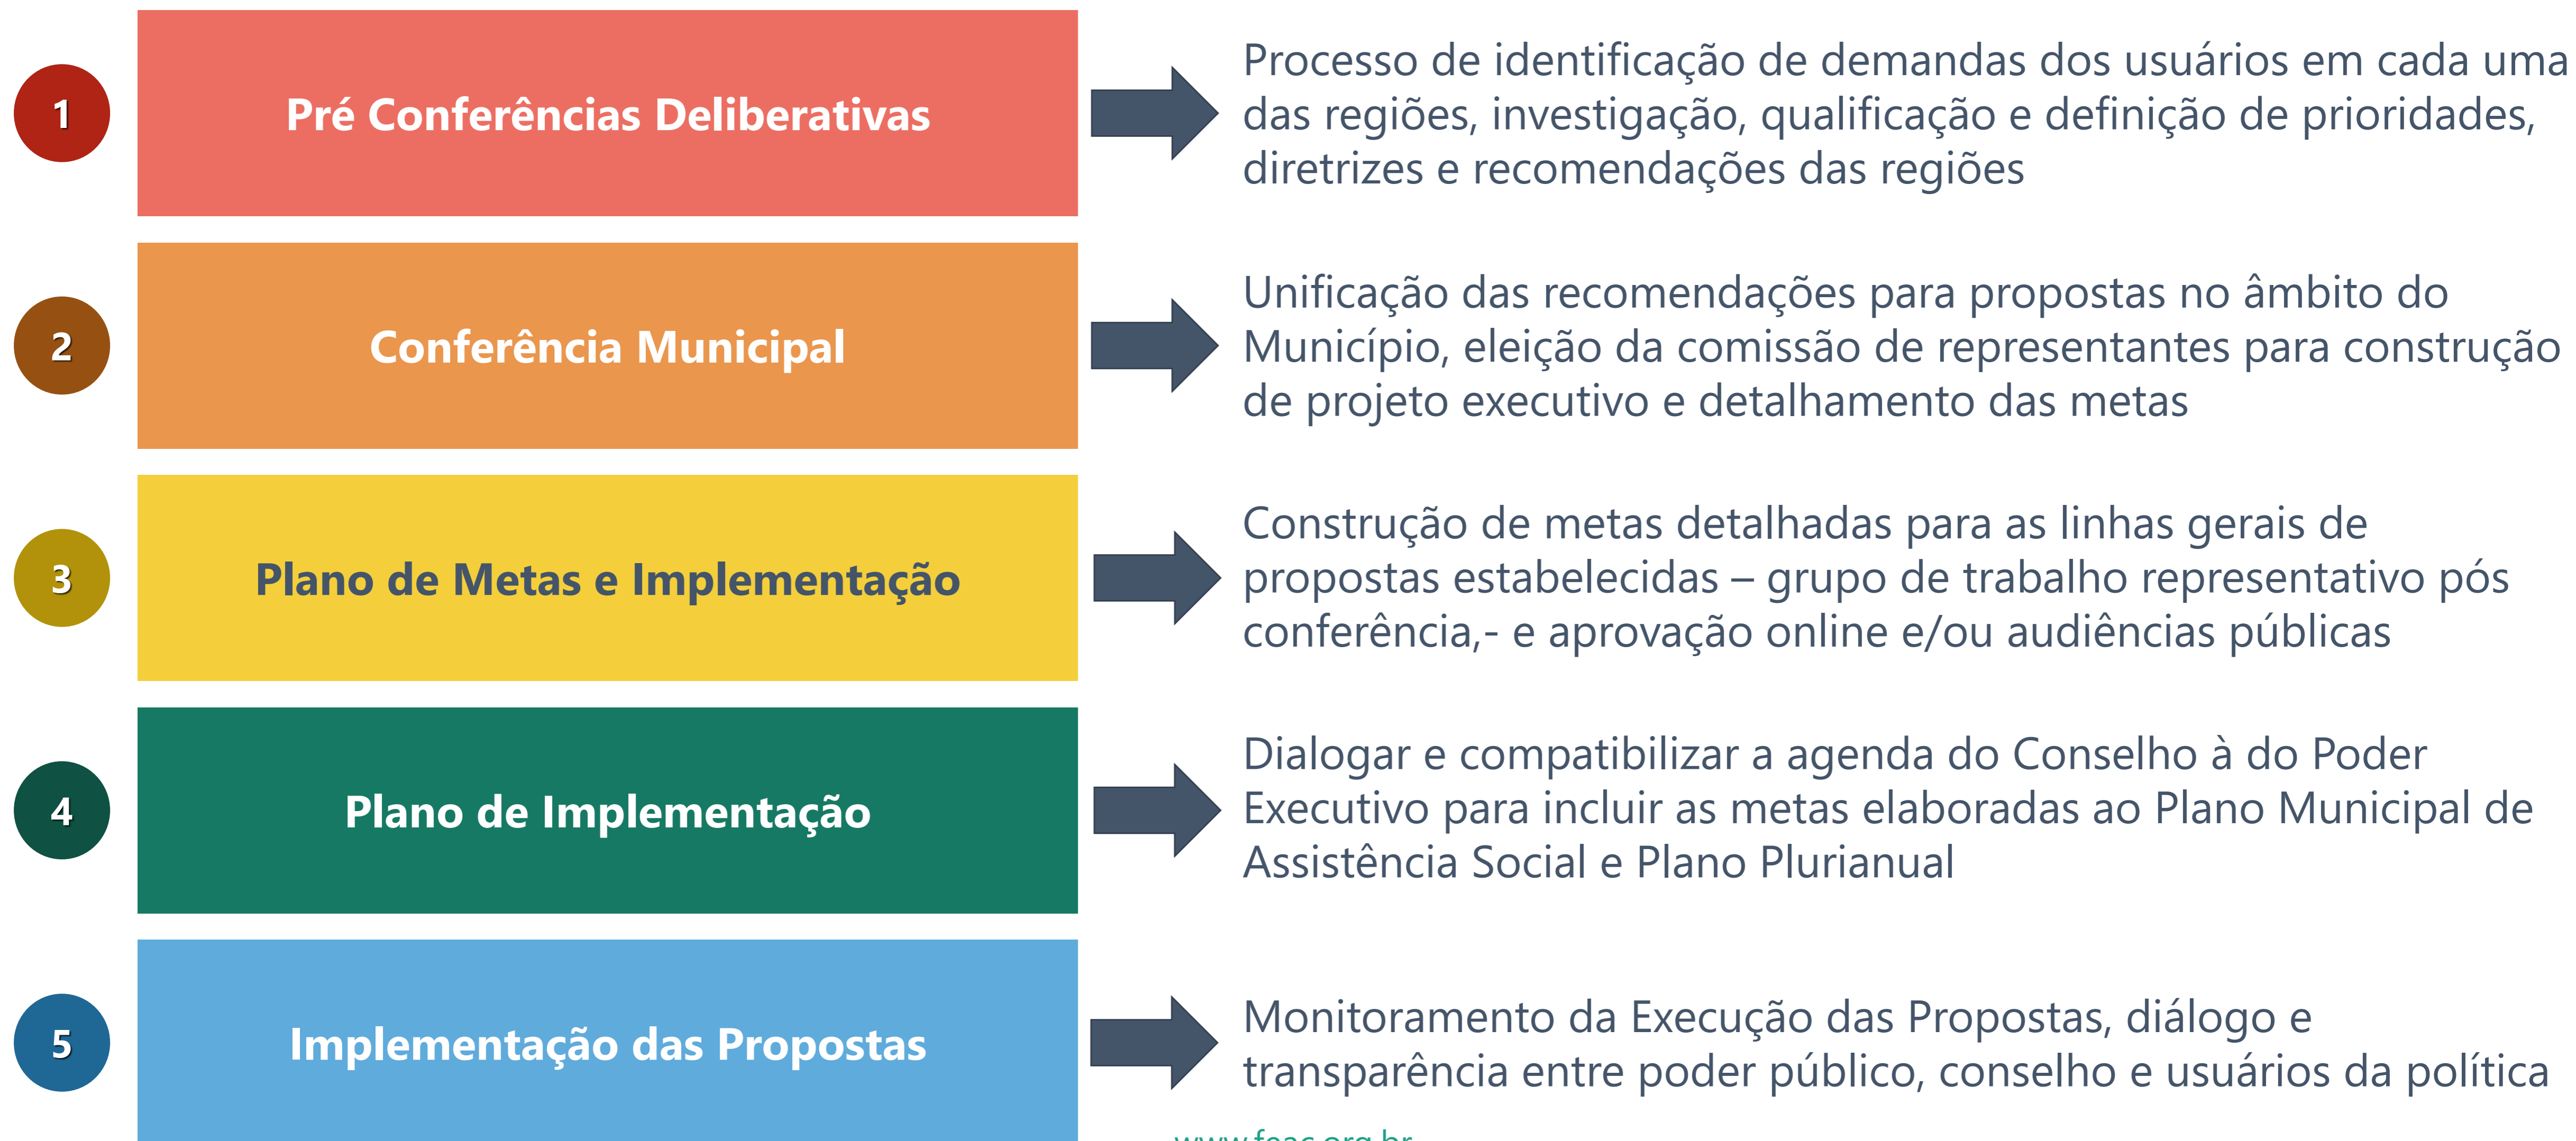 1
Pré Conferências Deliberativas
Processo de identificação de demandas dos usuários em cada uma
das regiões, investigação, qualificação e definição de prioridades,
diretrizes e recomendações das regiões
2
Conferência Municipal
Unificação das recomendações para propostas no âmbito do
Município, eleição da comissão de representantes para construção
de projeto executivo e detalhamento das metas
3
Plano de Metas e Implementação
Construção de metas detalhadas para as linhas gerais de
propostas estabelecidas – grupo de trabalho representativo pós
conferência,- e aprovação online e/ou audiências públicas
4
Plano de Implementação
Dialogar e compatibilizar a agenda do Conselho à do Poder
Executivo para incluir as metas elaboradas ao Plano Municipal de
Assistência Social e Plano Plurianual
5
Implementação das Propostas
Monitoramento da Execução das Propostas, diálogo e
transparência entre poder público, conselho e usuários da política
www.feac.org.br